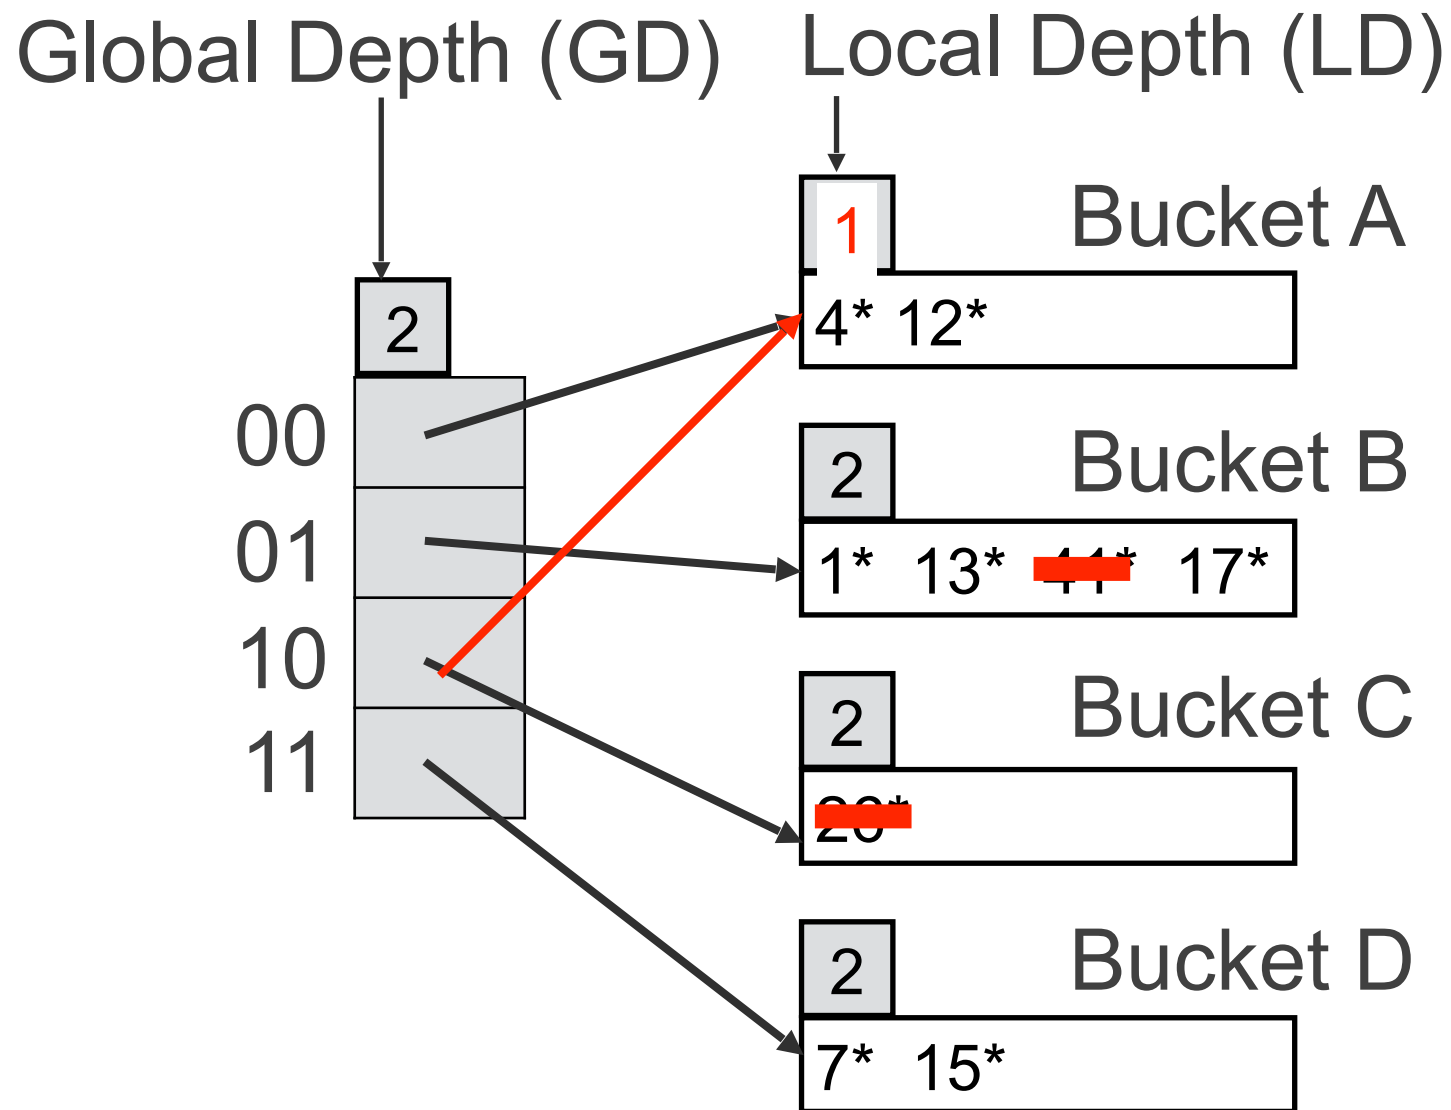 Global Depth (GD)
Local Depth (LD)
2
00
01
10
11
1
Bucket A
4* 12*
2
Bucket B
1* 13* 41* 17*
2
Bucket C
2
Bucket D
7* 15*